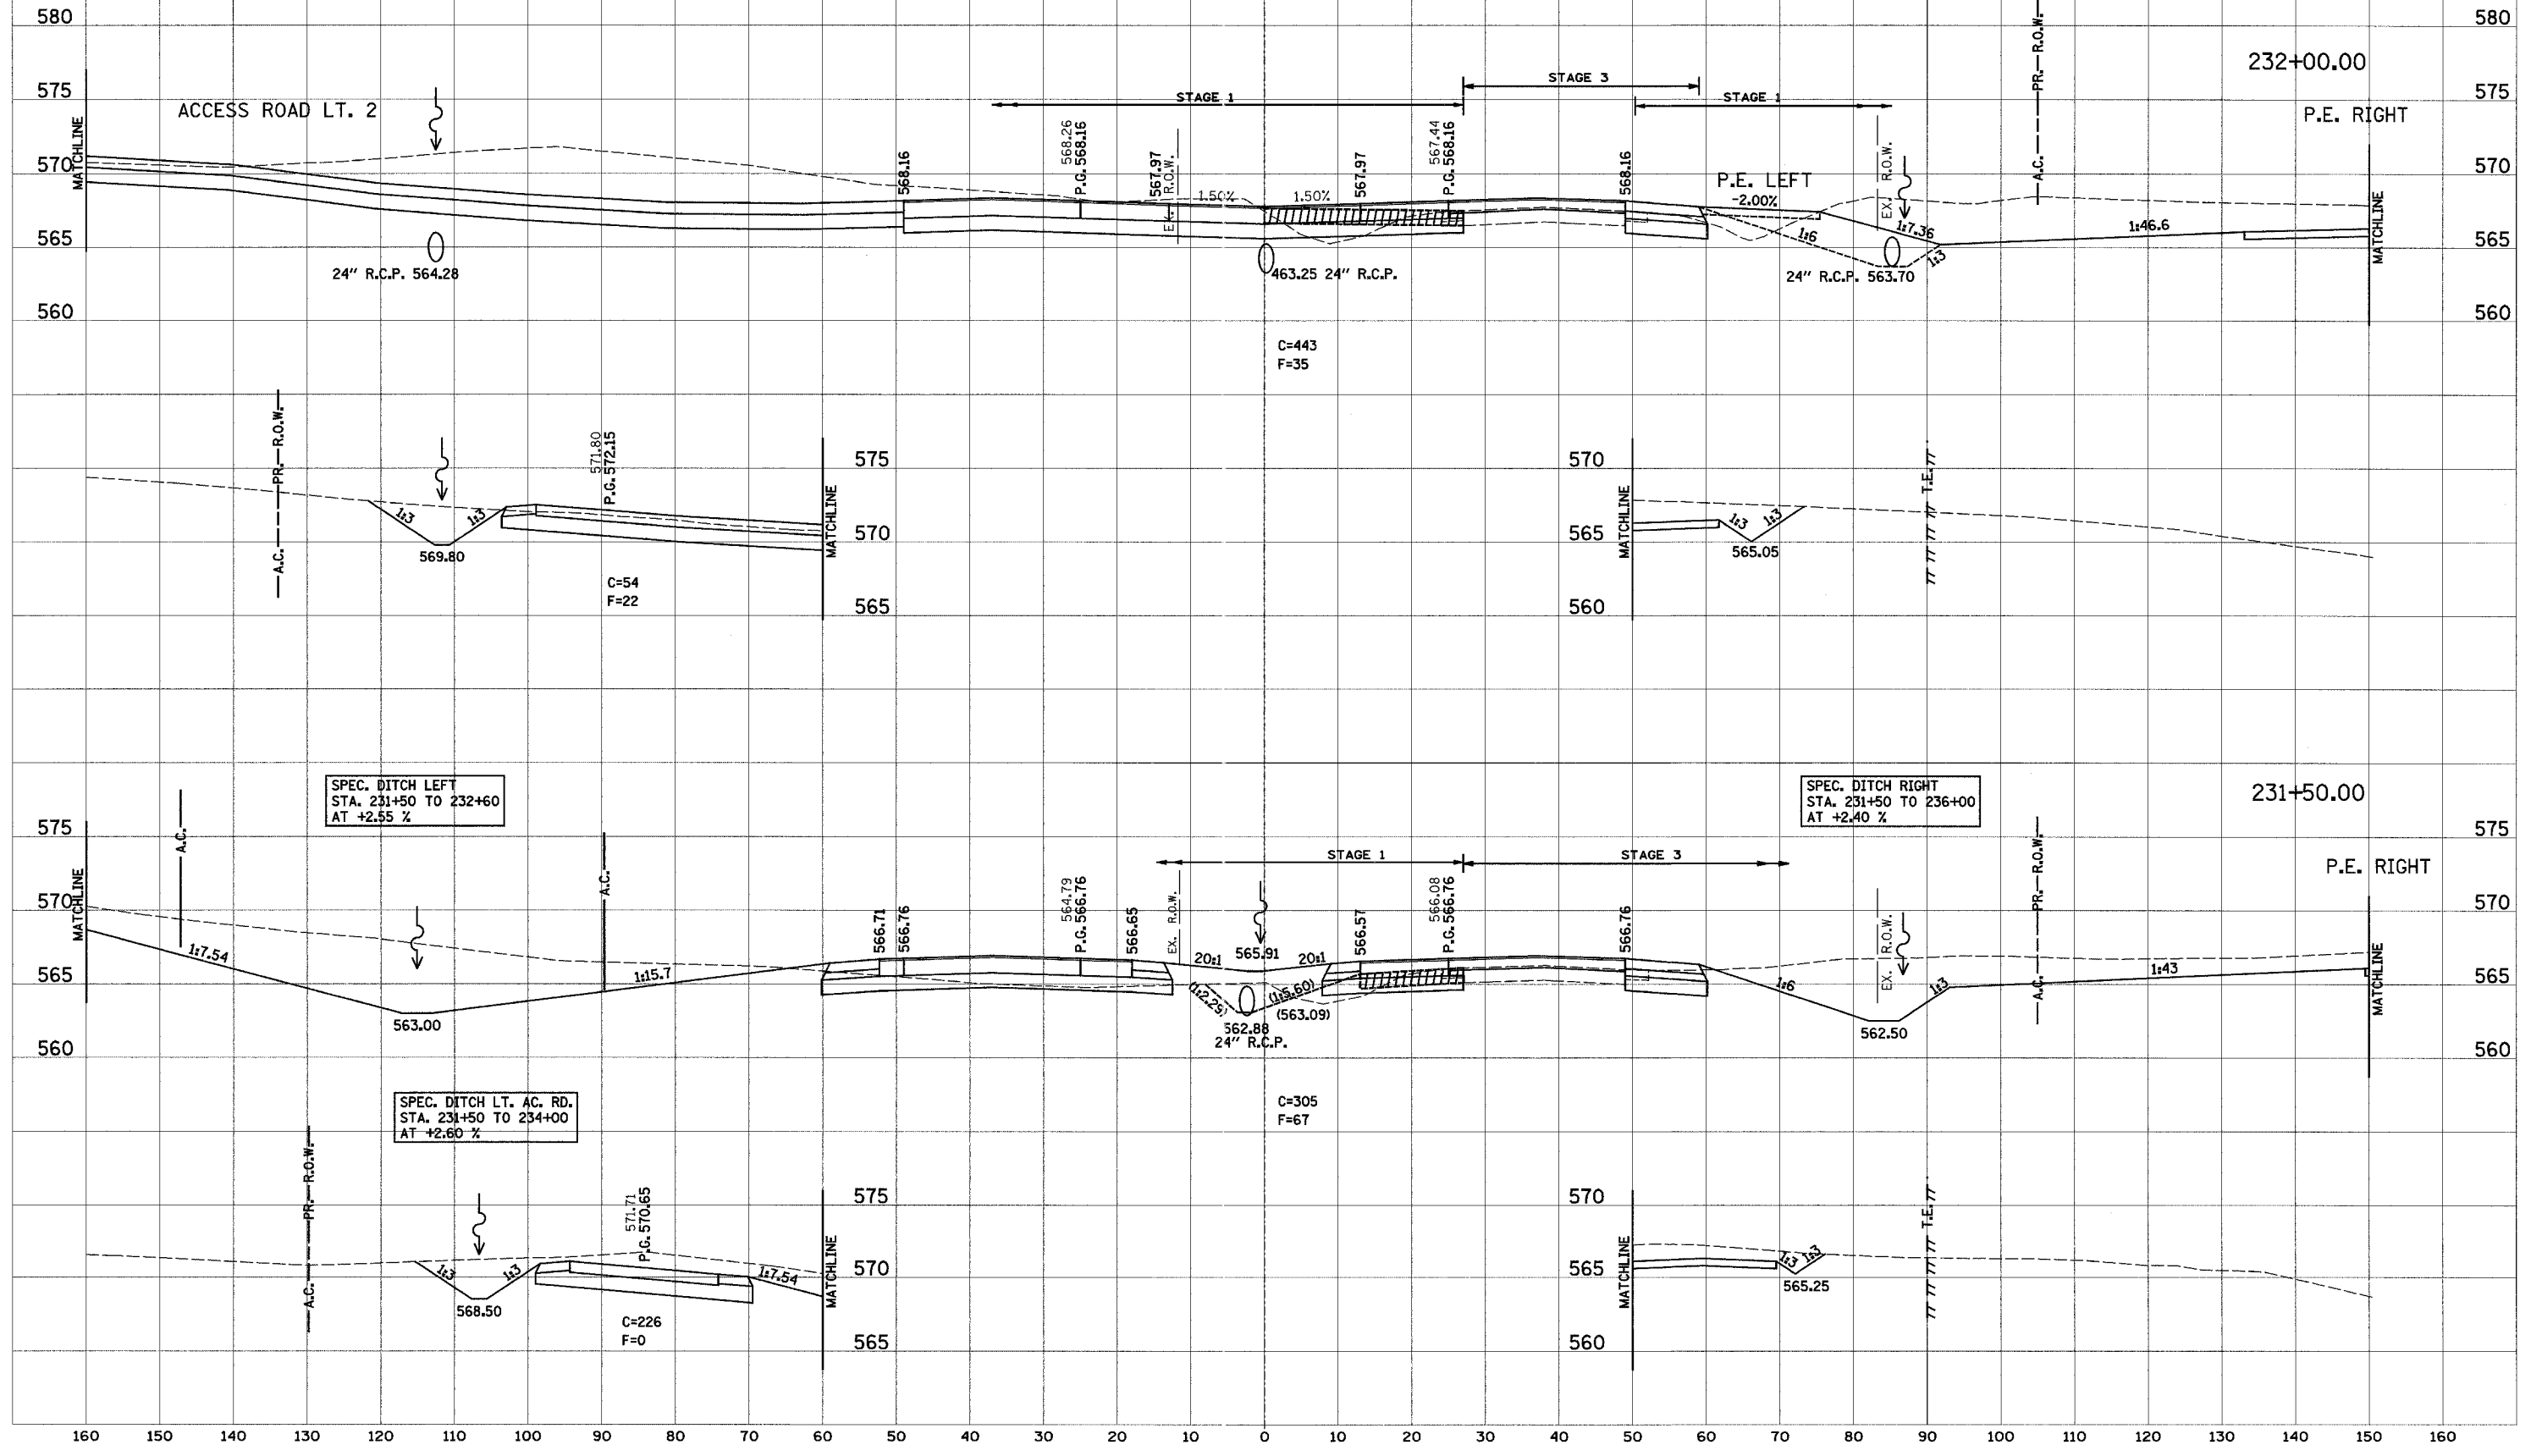 580
580
232+00.00
575
575
ACCESS ROAD LT. 2
STAGE 1
STAGE 3
STAGE 1
P.E. RIGHT
A.C. PR. R.O.W.
MATCHLINE
570
570
568.16
568.26
P.G. 568.16
567.97
EX. R.O.W.
1.50%
1.50%
567.97
567.44
P.G. 568.16
568.16
P.E. LEFT
-2.00%
EX. R.O.W.
MATCHLINE
565
565
1:6
1:7.36
1:3
1:46.6
24" R.C.P. 564.28
463.25 24" R.C.P.
24" R.C.P. 563.70
560
560
C=443
F=35
A.C. PR. R.O.W.
571.80
P.G. 572.15
575
570
T.E.
1:3
1:3
MATCHLINE
MATCHLINE
1:3
1:3
569.80
570
565
565.05
C=54
F=22
565
560
SPEC. DITCH LEFT
STA. 231+50 TO 232+60
AT +2.55 %
SPEC. DITCH RIGHT
STA. 231+50 TO 236+00
AT +2.40 %
231+50.00
575
575
A.C.
A.C.
STAGE 1
STAGE 3
A.C. PR. R.O.W.
P.E. RIGHT
MATCHLINE
570
570
566.71
566.76
564.79
P.G. 566.76
566.65
EX. R.O.W.
20:1
565.91
20:1
566.57
566.08
P.G. 566.76
566.76
EX. R.O.W.
MATCHLINE
1:7.54
1:15.7
565
565
(1:2.25)
(1:5.60)
(563.09)
1:6
1:3
1:43
563.00
562.88
24" R.C.P.
562.50
560
560
SPEC. DITCH LT. AC. RD.
STA. 231+50 TO 234+00
AT +2.60 %
C=305
F=67
A.C. PR. R.O.W.
571.71
P.G. 570.65
575
570
T.E.
1:3
1:3
1:7.54
570
MATCHLINE
MATCHLINE
1:3
1:3
565
568.50
565.25
C=226
F=0
565
560
160 150 140 130 120 110 100 90 80 70 60 50 40 30 20 10 0 10 20 30 40 50 60 70 80 90 100 110 120 130 140 150 160